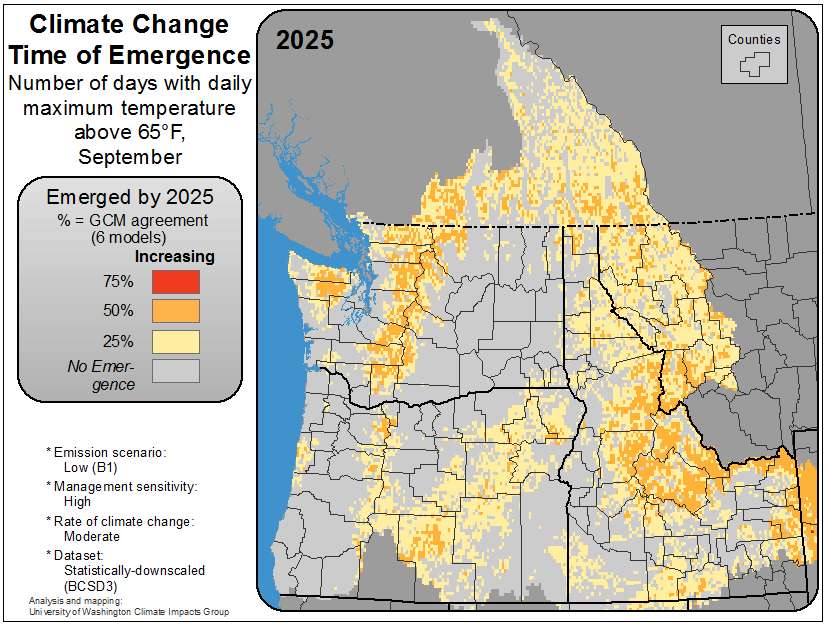 Climate Change
Time of Emergence
Number of days with daily
maximum temperature
above 65°F,
September
Emerged by 2025
% = GCM agreement
(6 models)
Increasing
75%
50%
25%
No Emer-
gence
* Emission scenario:
Low (B1)
* Management sensitivity:
High
* Rate of climate change:
Moderate
* Dataset:
Statistically-downscaled
(BCSD3)
Analysis and mapping:
University of Washington Climate Impacts Group
2025
Counties